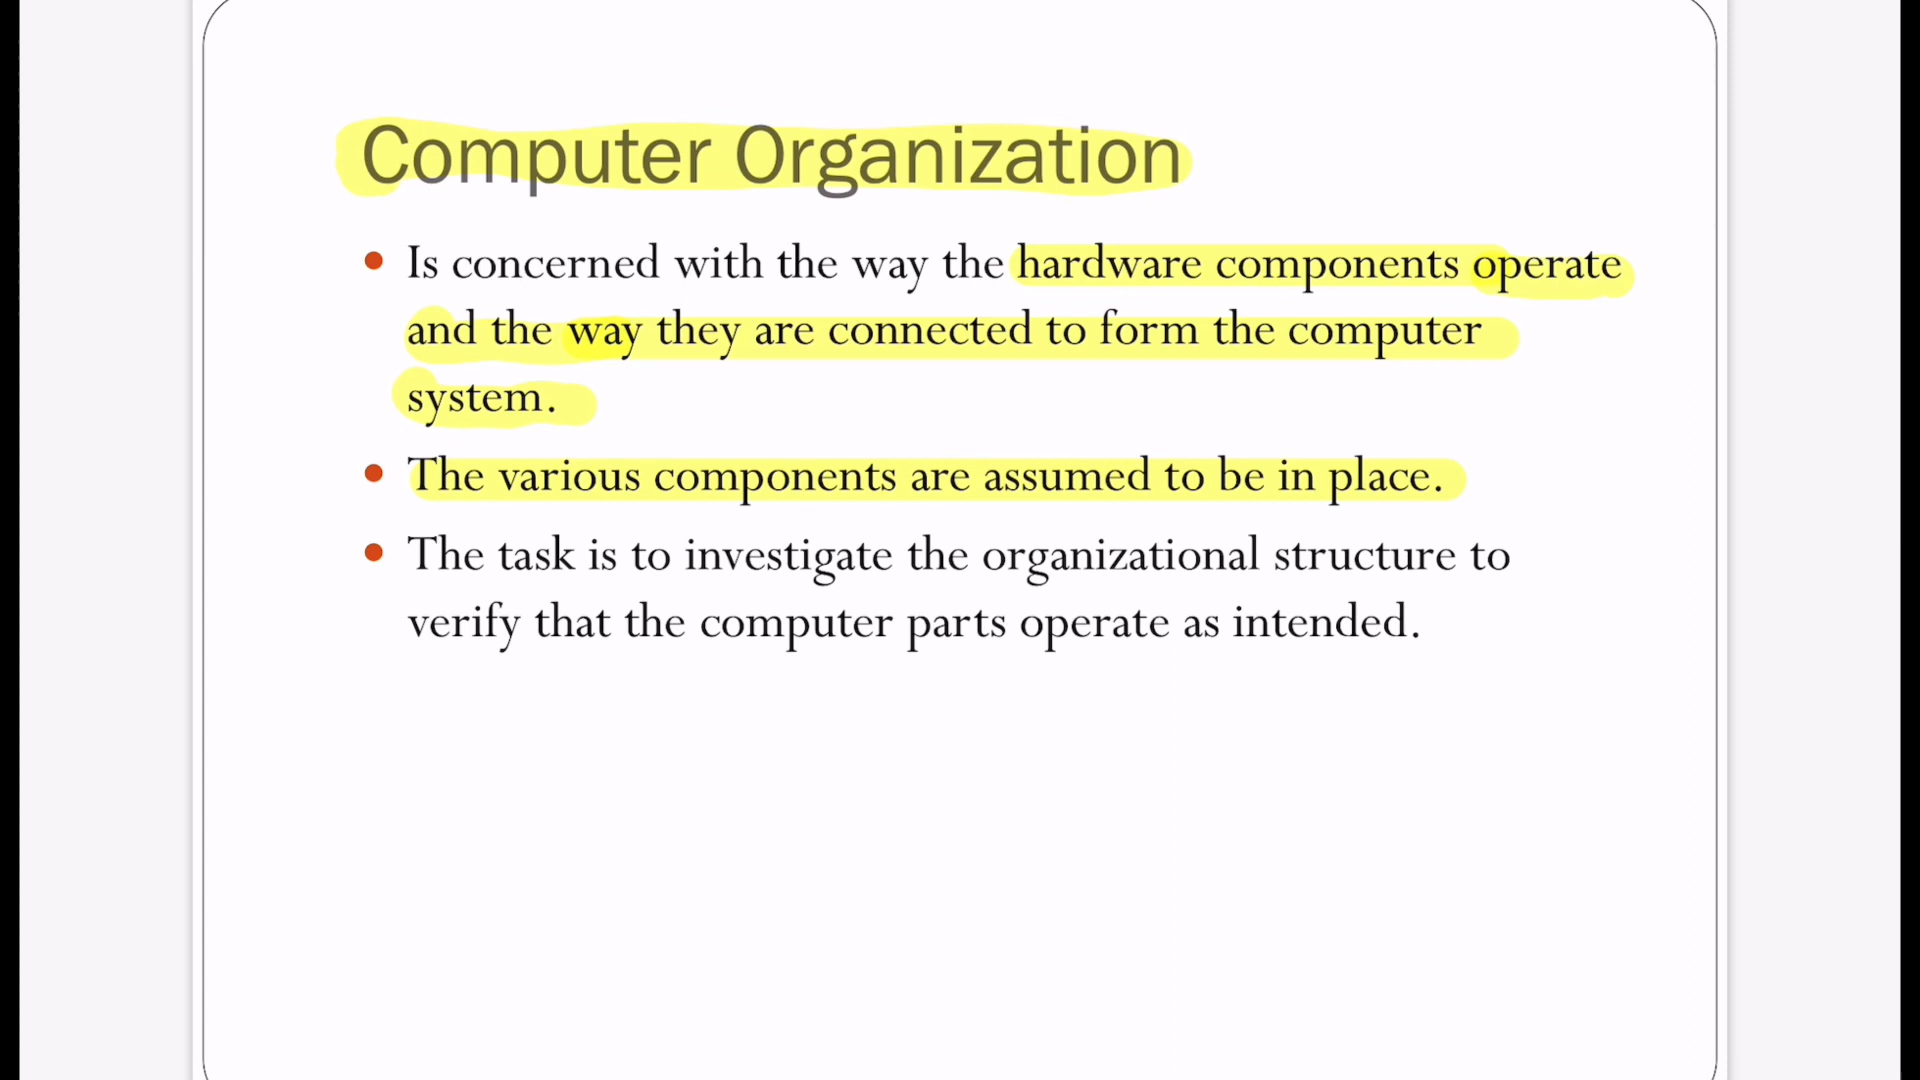 Computer Organization
• Is concerned with the way the hardware components operate
and the way they are connected to form the computer
system.
• The various components are assumed to be in place.
• The task is to investigate the organizational structure to
verify that the computer parts operate as intended.